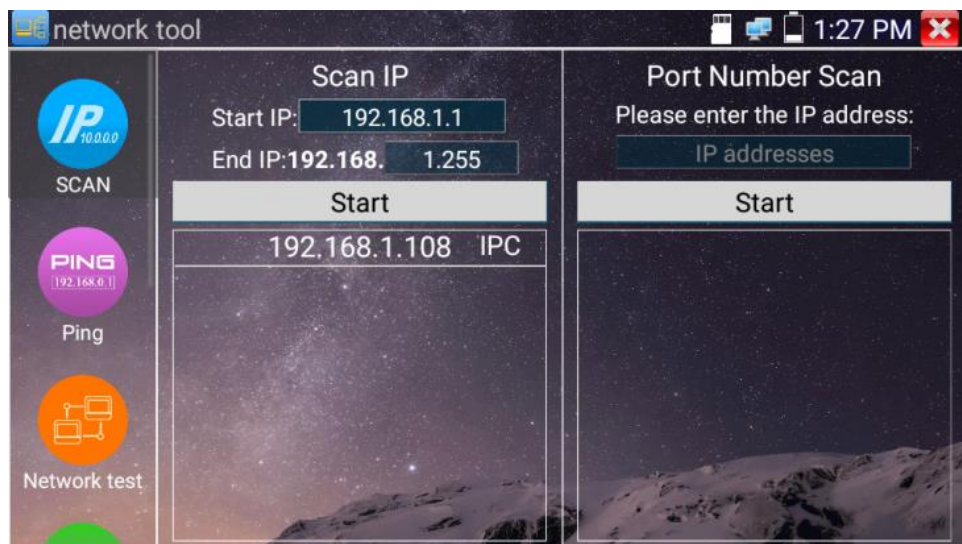 network tool
1:27 PM
IP
10.0.0.0
SCAN
PING
192.168.0.1
Ping
Network test
Scan IP
Start IP: 192.168.1.1
End IP:192.168. 1.255
Start
192.168.1.108 IPC
Port Number Scan
Please enter the IP address:
IP addresses
Start